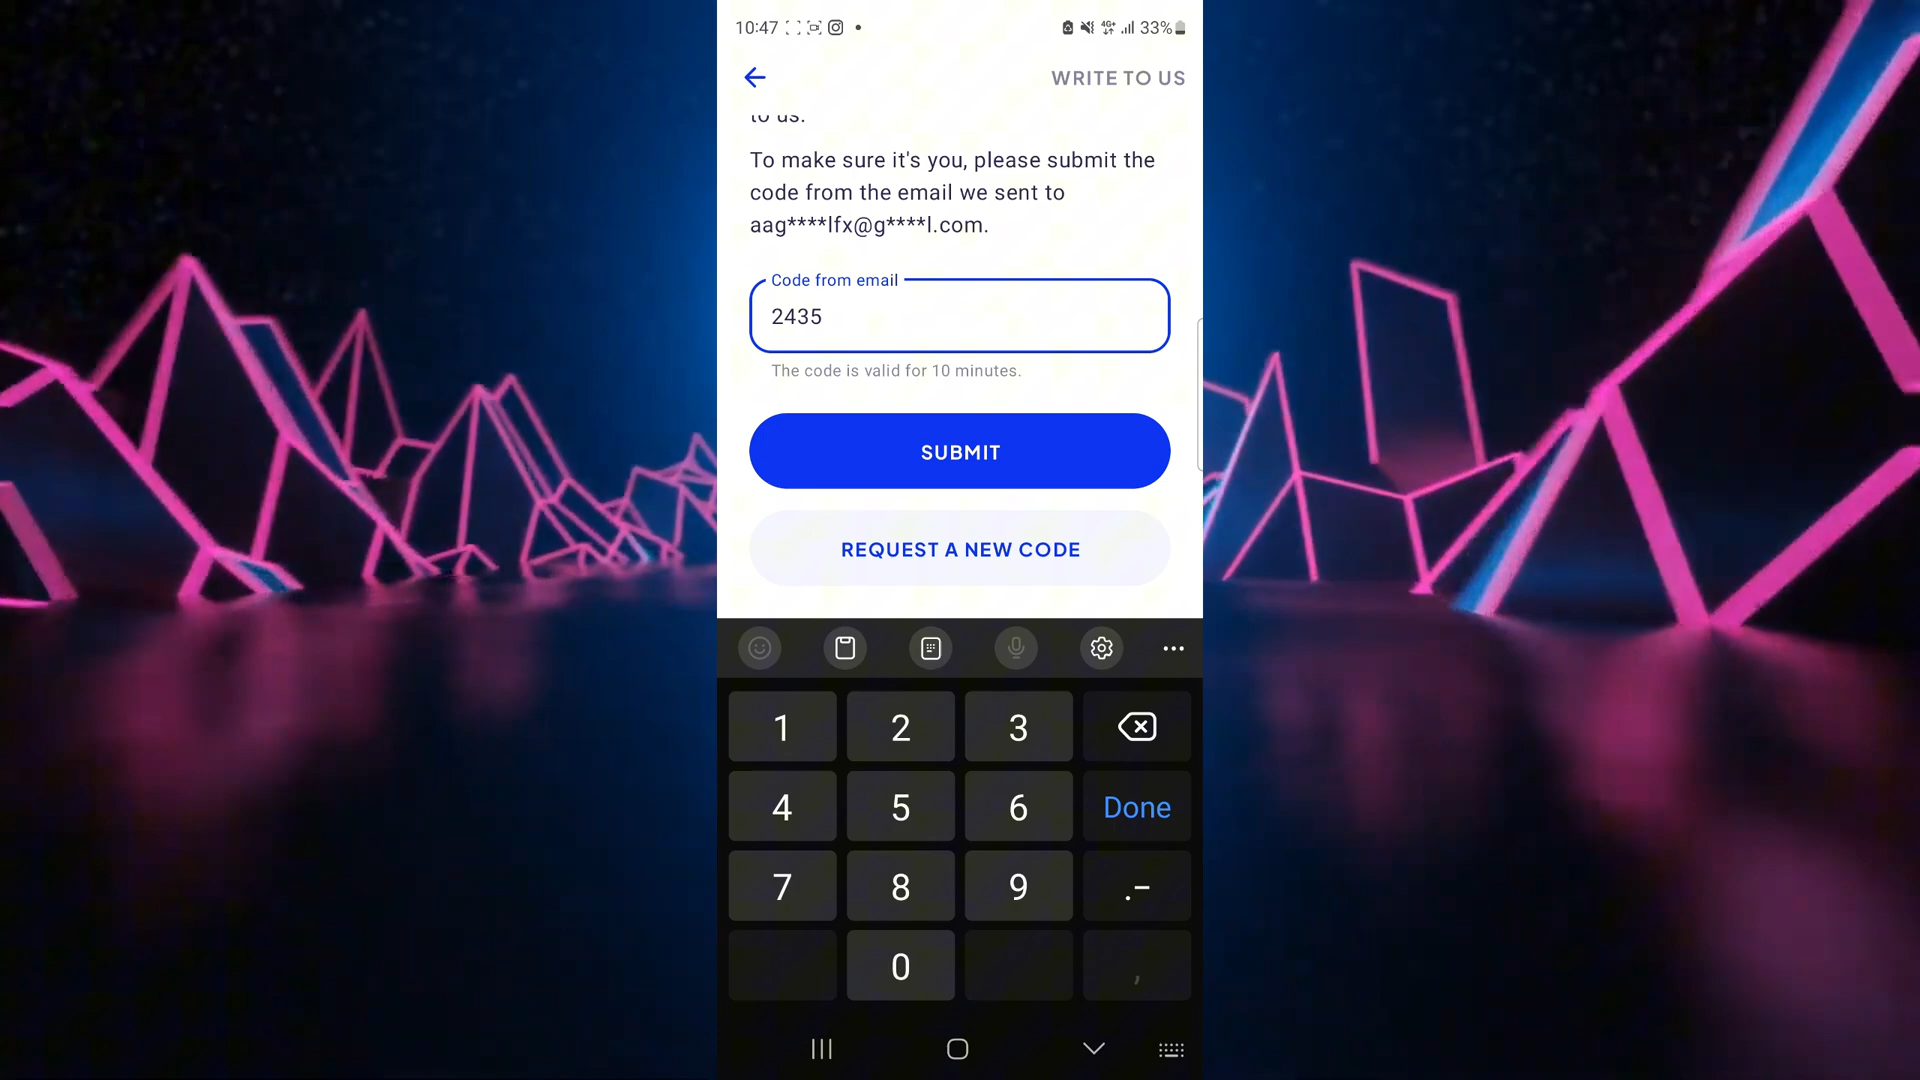 10:47
4G+ 33%
WRITE TO US
to us.
To make sure it's you, please submit the
code from the email we sent to
aag****lfx@g****l.com.
Code from email
2435
The code is valid for 10 minutes.
SUBMIT
REQUEST A NEW CODE
1 2 3
4 5 6 Done
7 8 9 .-
0 ,